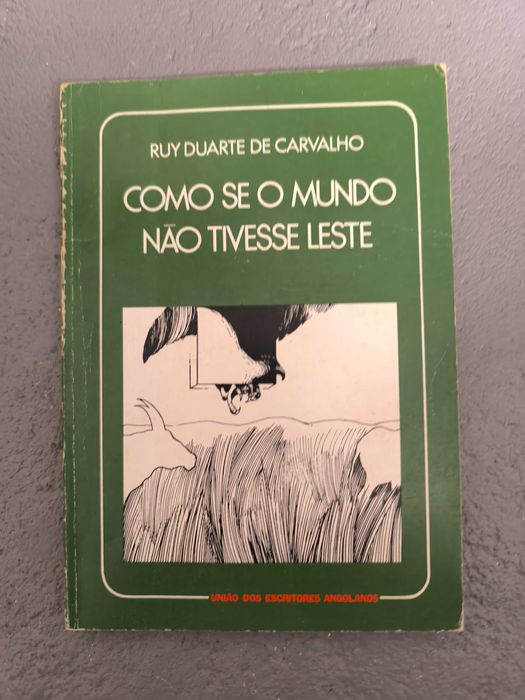 RUY DUARTE DE CARVALHO
COMO SE O MUNDO
NÃO TIVESSE LESTE
UNIÃO DOS ESCRITORES ANGOLANOS